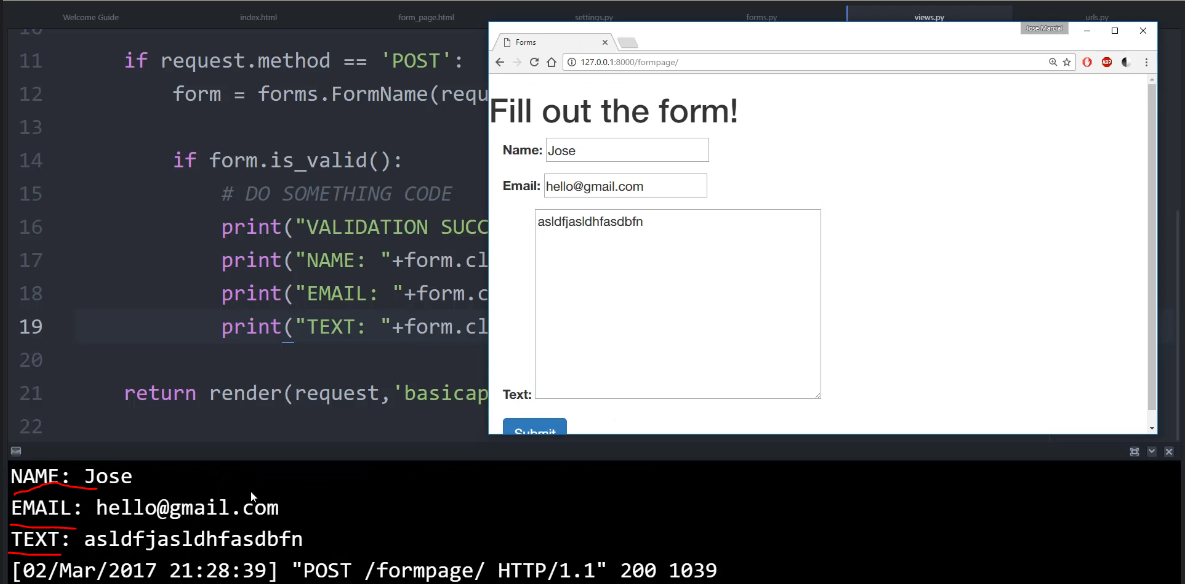 Welcome Guide
index.html
form_page.html
settings.py
forms.py
views.py
urls.py
10
11 if request.method == 'POST':
12 form = forms.FormName(requ
13
14 if form.is_valid():
15 # DO SOMETHING CODE
16 print("VALIDATION SUCC
17 print("NAME: "+form.cl
18 print("EMAIL: "+form.c
19 print("TEXT: "+form.cl
20
21 return render(request,'basicap
22
Jose Marcial
Forms
127.0.0.1:8000/formpage/
ABP
Fill out the form!
Name: Jose
Email: hello@gmail.com
asldfjasldhfasdbfn
Text:
Submit
NAME: Jose
EMAIL: hello@gmail.com
TEXT: asldfjasldhfasdbfn
[02/Mar/2017 21:28:39] "POST /formpage/ HTTP/1.1" 200 1039